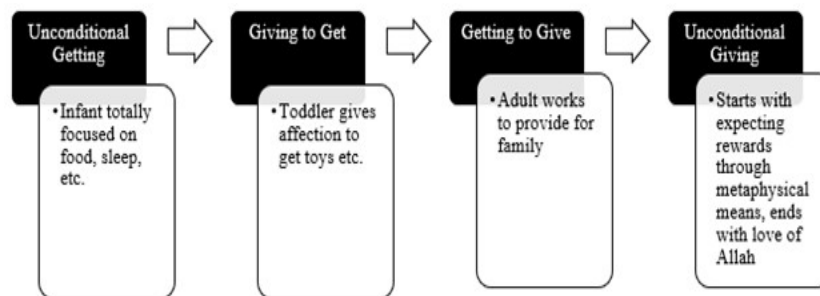 Unconditional
Getting
• Infant totally
focused on
food, sleep,
etc.
Giving to Get
• Toddler gives
affection to
get toys etc.
Getting to Give
• Adult works
to provide for
family
Unconditional
Giving
• Starts with
expecting
rewards
through
metaphysical
means, ends
with love of
Allah